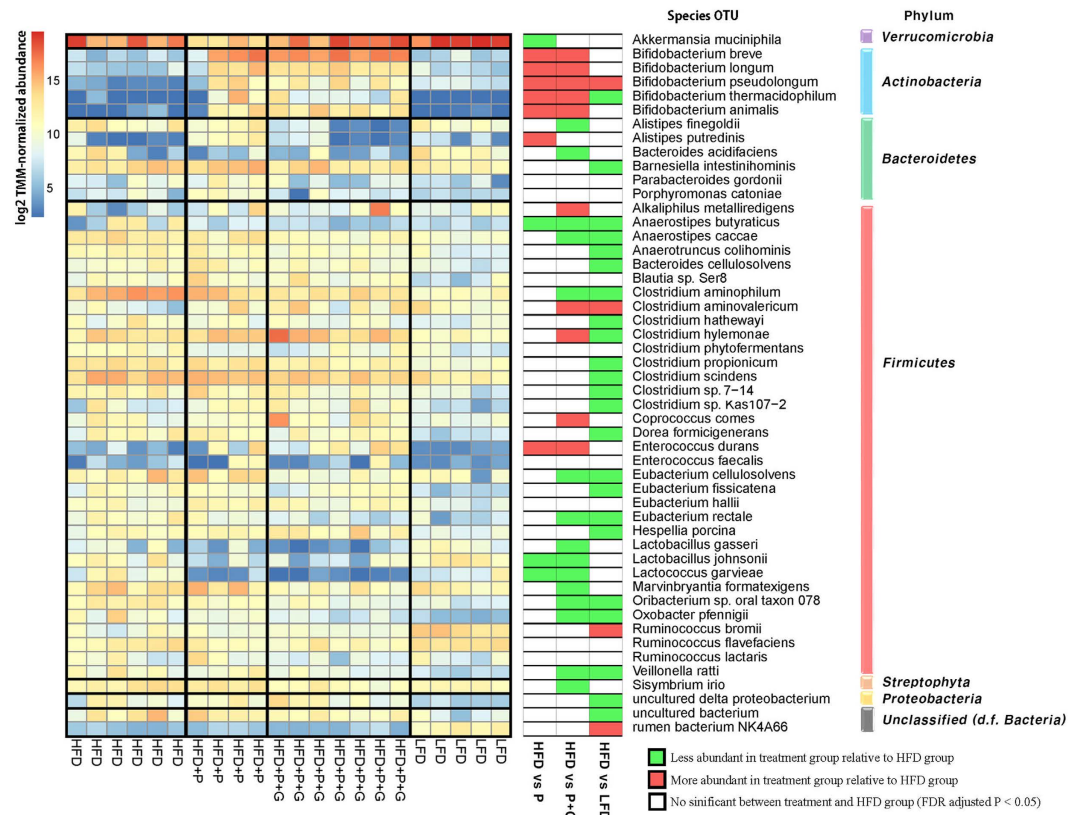 Species OTU
Phylum
log2 TMM-normalized abundance
15
10
5
Akkermansia muciniphila
Bifidobacterium breve
Bifidobacterium longum
Bifidobacterium pseudolongum
Bifidobacterium thermacidophilum
Bifidobacterium animalis
Alistipes finegoldii
Alistipes putredinis
Bacteroides acidifaciens
Barnesiella intestinihominis
Parabacteroides gordonii
Porphyromonas catoniae
Alkaliphilus metalliredigens
Anaerostipes butyraticus
Anaerostipes caccae
Anaerotruncus colihominis
Bacteroides cellulosolvens
Blautia sp. Ser8
Clostridium aminophilum
Clostridium aminovalericum
Clostridium hathewayi
Clostridium hylemonae
Clostridium phytofermentans
Clostridium propionicum
Clostridium scindens
Clostridium sp. 7-14
Clostridium sp. Kas107-2
Coprococcus comes
Dorea formicigenerans
Enterococcus durans
Enterococcus faecalis
Eubacterium cellulosolvens
Eubacterium fissicatena
Eubacterium hallii
Eubacterium rectale
Hespellia porcina
Lactobacillus gasseri
Lactobacillus johnsonii
Lactococcus garvieae
Marvinbryantia formatexigens
Oribacterium sp. oral taxon 078
Oxobacter pfennigii
Ruminococcus bromii
Ruminococcus flavefaciens
Ruminococcus lactaris
Veillonella ratti
Sisymbrium irio
uncultured delta proteobacterium
uncultured bacterium
rumen bacterium NK4A66
Verrucomicrobia
Actinobacteria
Bacteroidetes
Firmicutes
Streptophyta
Proteobacteria
Unclassified (d.f. Bacteria)
HFD
HFD
HFD
HFD
HFD
HFD
HFD+P
HFD+P
HFD+P
HFD+P
HFD+P+G
HFD+P+G
HFD+P+G
HFD+P+G
HFD+P+G
HFD+P+G
HFD+P+G
LFD
LFD
LFD
LFD
LFD
HFD vs P
HFD vs P+G
HFD vs LFD
Less abundant in treatment group relative to HFD group
More abundant in treatment group relative to HFD group
No sinificant between treatment and HFD group (FDR adjusted P < 0.05)